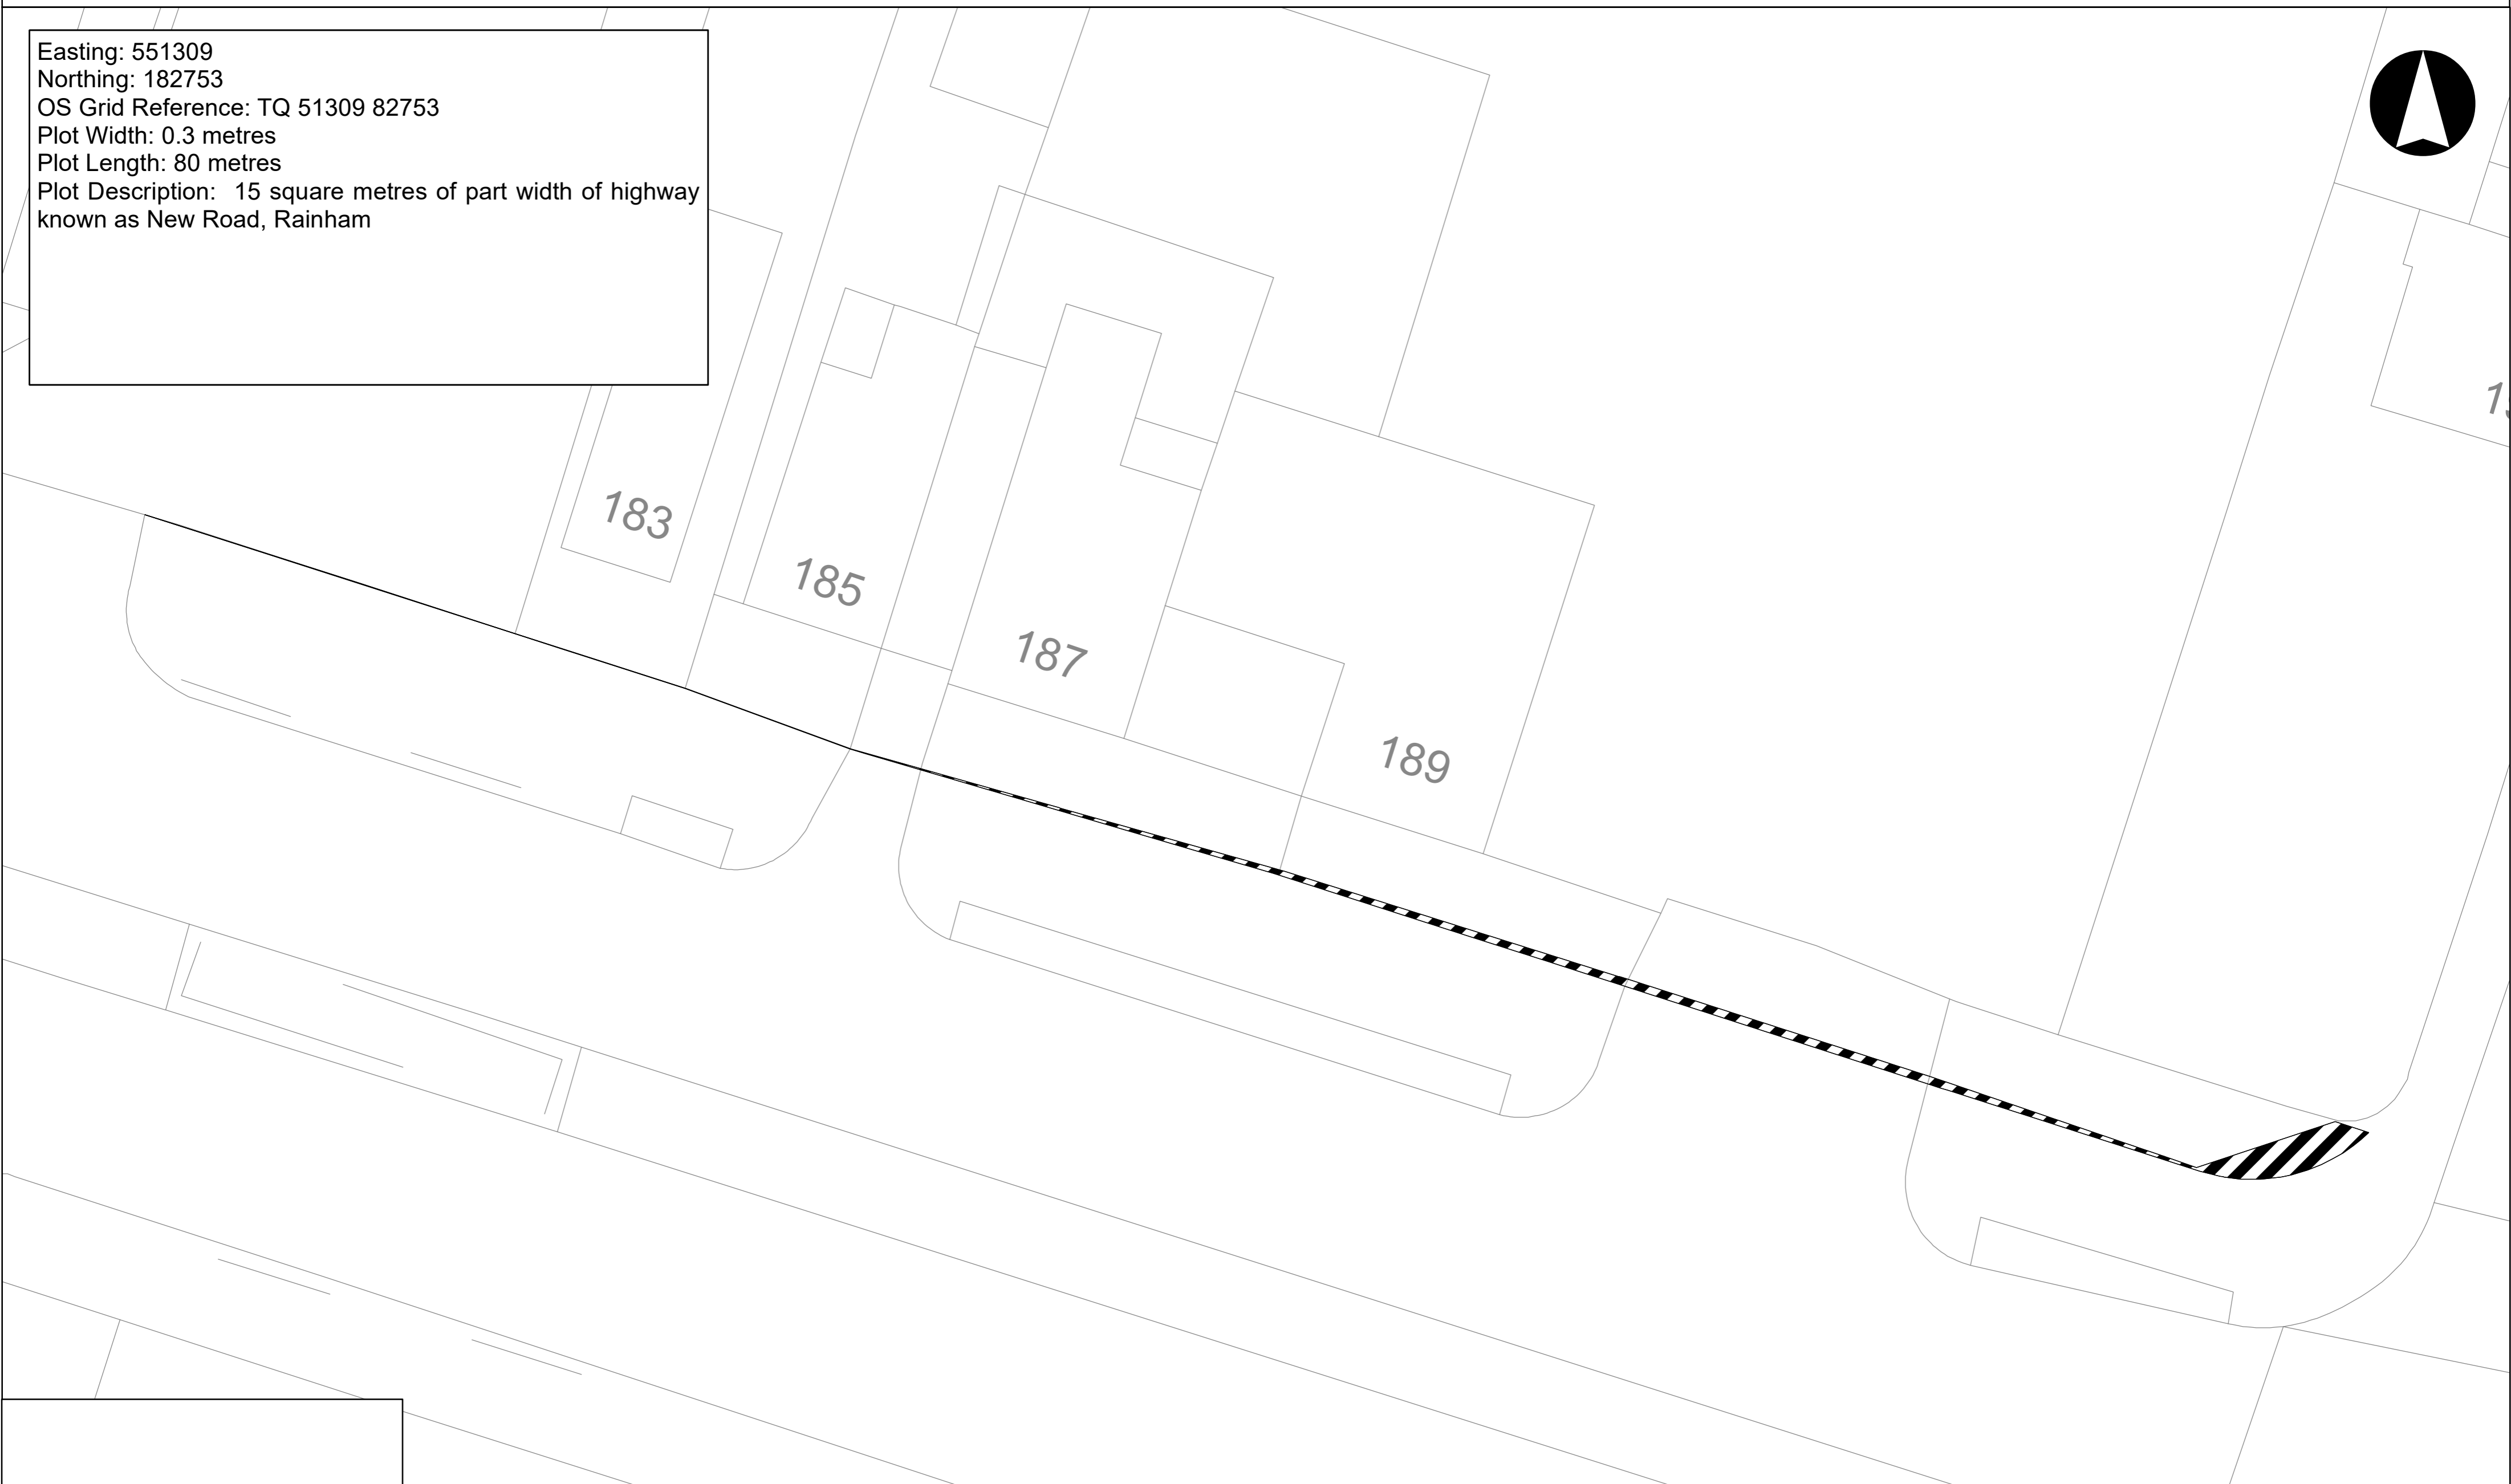 Easting: 551309
Northing: 182753
OS Grid Reference: TQ 51309 82753
Plot Width: 0.3 metres
Plot Length: 80 metres
Plot Description: 15 square metres of part width of highway
known as New Road, Rainham
183
185
187
189